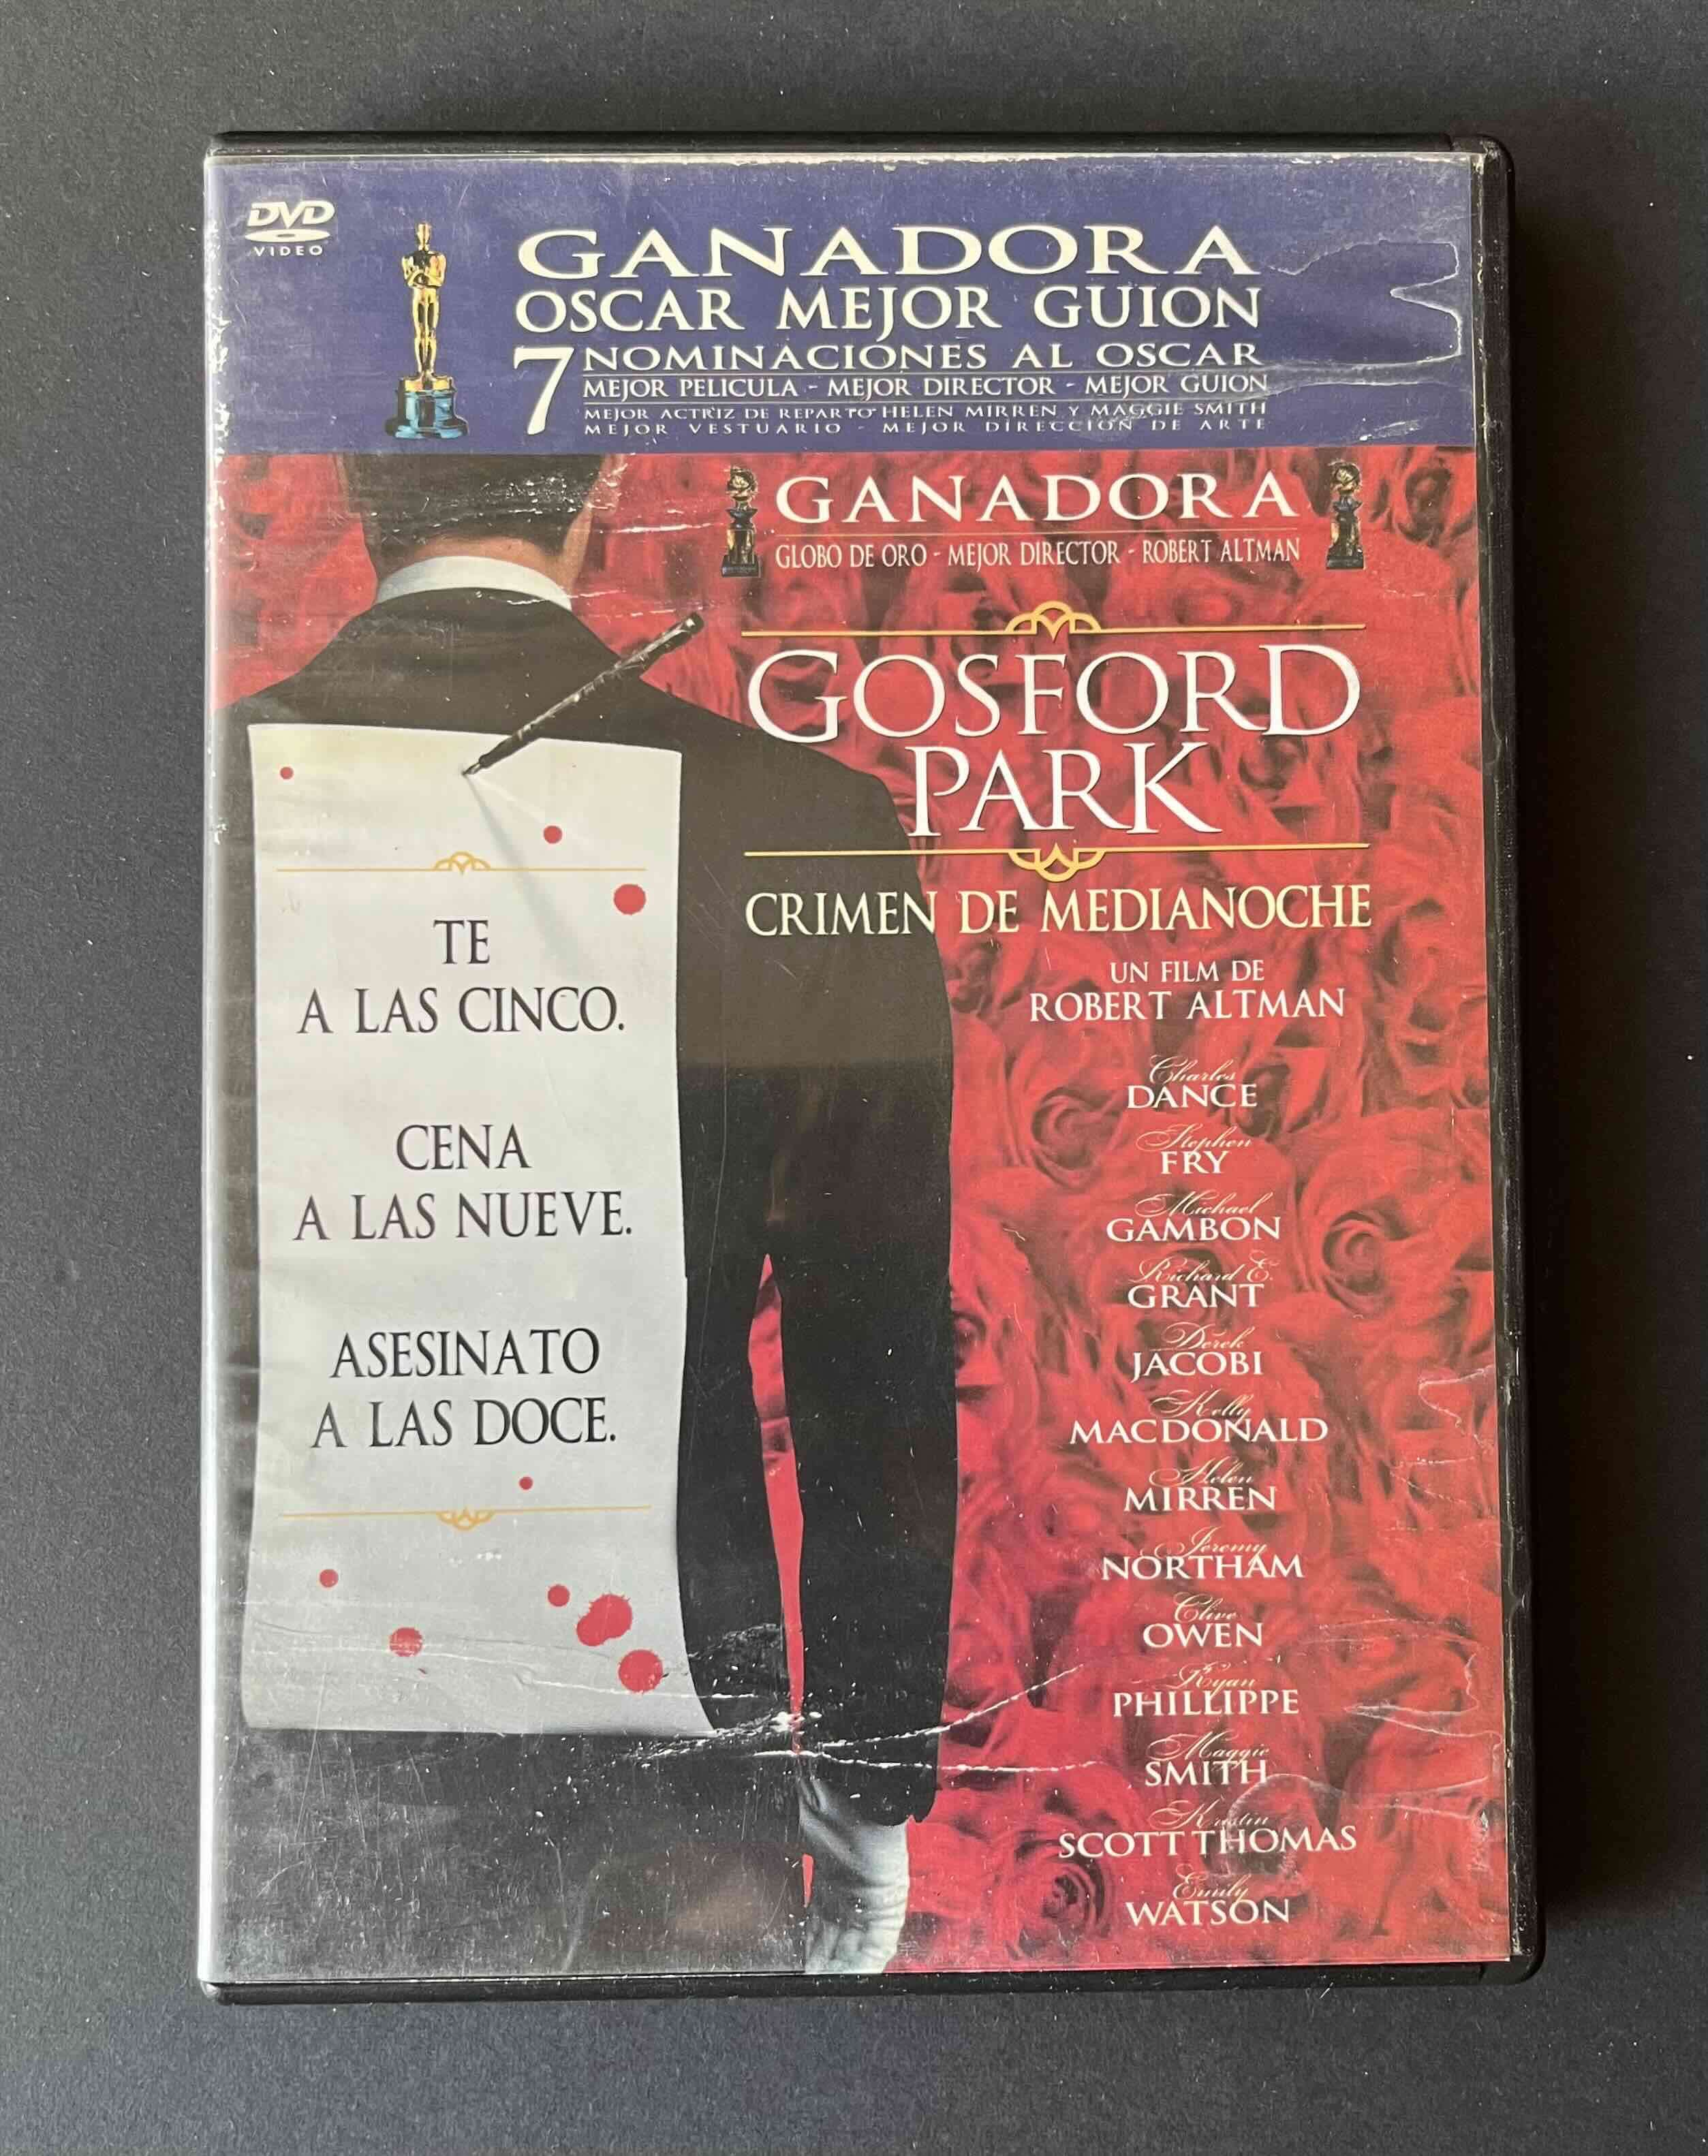 DVD
VIDEO
GANADORA
OSCAR MEJOR GUION
7 NOMINACIONES AL OSCAR
MEJOR PELICULA - MEJOR DIRECTOR - MEJOR GUION
MEJOR ACTRIZ DE REPARTO HELEN MIRREN Y MAGGIE SMITH
MEJOR VESTUARIO - MEJOR DIRECCION DE ARTE
GANADORA
GLOBO DE ORO - MEJOR DIRECTOR - ROBERT ALTMAN
GOSFORD
PARK
CRIMEN DE MEDIANOCHE
UN FILM DE
ROBERT ALTMAN
TE
A LAS CINCO.
CENA
A LAS NUEVE.
ASESINATO
A LAS DOCE.
Charles
DANCE
Stephen
FRY
Michael
GAMBON
Richard E.
GRANT
Derek
JACOBI
Kelly
MACDONALD
Helen
MIRREN
Jeremy
NORTHAM
Clive
OWEN
Ryan
PHILLIPPE
Maggie
SMITH
Kristin
SCOTT THOMAS
Emily
WATSON